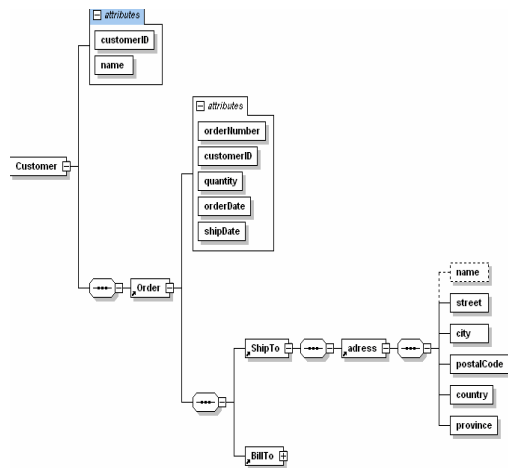 attributes
customerID
name
Customer
attributes
orderNumber
customerID
quantity
orderDate
shipDate
Order
name
street
city
postalCode
country
province
ShipTo
adress
BillTo